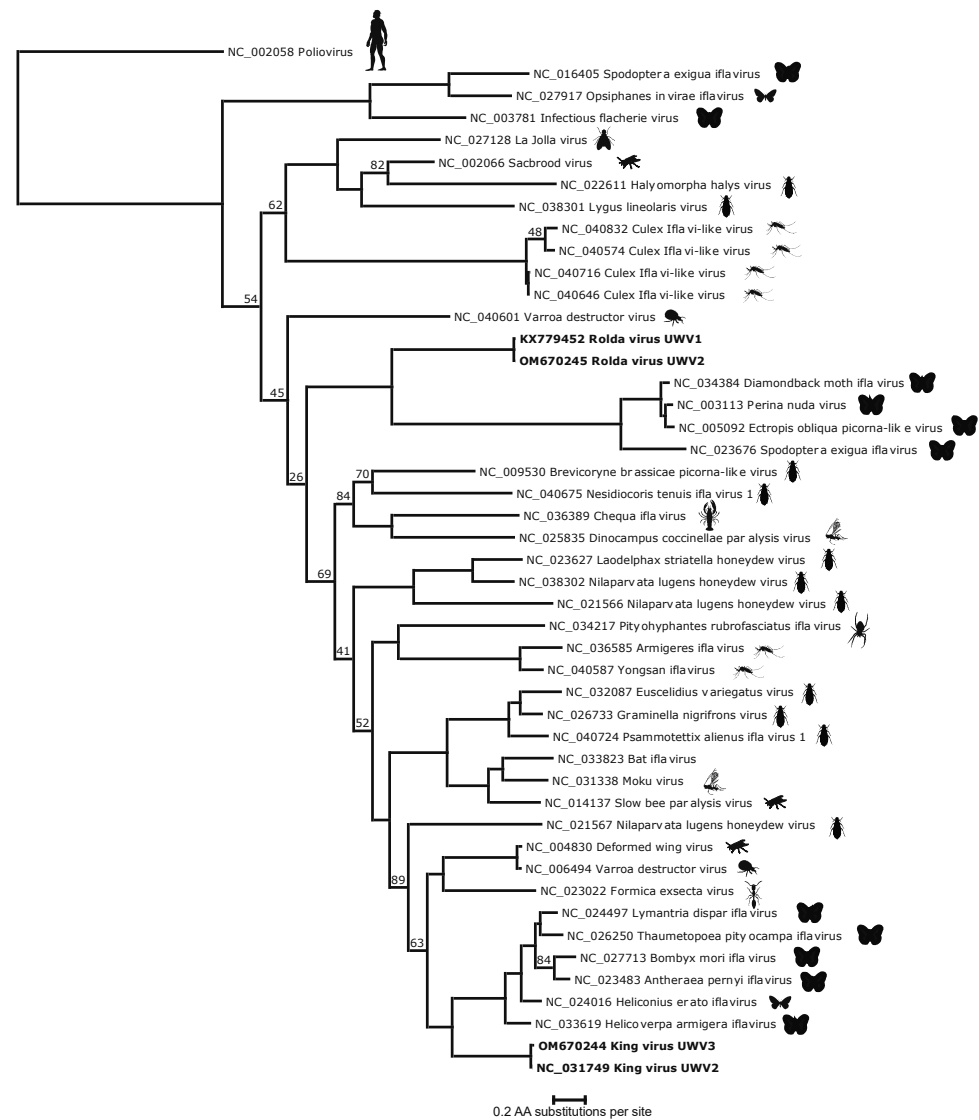 NC_002058 Poliovirus
NC_016405 Spodoptera exigua iflavirus
NC_027917 Opsiphanes invirae iflavirus
NC_003781 Infectious flacherie virus
NC_027128 La Jolla virus
82
NC_002066 Sacbrood virus
NC_022611 Halyomorpha halys virus
62
NC_038301 Lygus lineolaris virus
48
NC_040832 Culex Iflavi-like virus
NC_040574 Culex Iflavi-like virus
NC_040716 Culex Iflavi-like virus
54
NC_040646 Culex Iflavi-like virus
NC_040601 Varroa destructor virus
KX779452 Rolda virus UWV1
OM670245 Rolda virus UWV2
NC_034384 Diamondback moth iflavirus
45
NC_003113 Perina nuda virus
NC_005092 Ectropis obliqua picorna-like virus
NC_023676 Spodoptera exigua iflavirus
26
70
NC_009530 Brevicoryne brassicae picorna-like virus
84
NC_040675 Nesidiocoris tenuis iflavirus 1
NC_036389 Chequa iflavirus
NC_025835 Dinocampus coccinellae paralysis virus
NC_023627 Laodelphax striatella honeydew virus
69
NC_038302 Nilaparvata lugens honeydew virus
NC_021566 Nilaparvata lugens honeydew virus
NC_034217 Pityohyphantes rubrofasciatus iflavirus
41
NC_036585 Armigeres iflavirus
NC_040587 Yongsan iflavirus
NC_032087 Euscelidius variegatus virus
52
NC_026733 Graminella nigrifrons virus
NC_040724 Psammotettix alienus iflavirus 1
NC_033823 Bat iflavirus
NC_031338 Moku virus
NC_014137 Slow bee paralysis virus
NC_021567 Nilaparvata lugens honeydew virus
NC_004830 Deformed wing virus
NC_006494 Varroa destructor virus
89
NC_023022 Formica exsecta virus
NC_024497 Lymantria dispar iflavirus
63
NC_026250 Thaumetopoea pityocampa iflavirus
84
NC_027713 Bombyx mori iflavirus
NC_023483 Antheraea pernyi iflavirus
NC_024016 Heliconius erato iflavirus
NC_033619 Helicoverpa armigera iflavirus
OM670244 King virus UWV3
NC_031749 King virus UWV2
0.2 AA substitutions per site